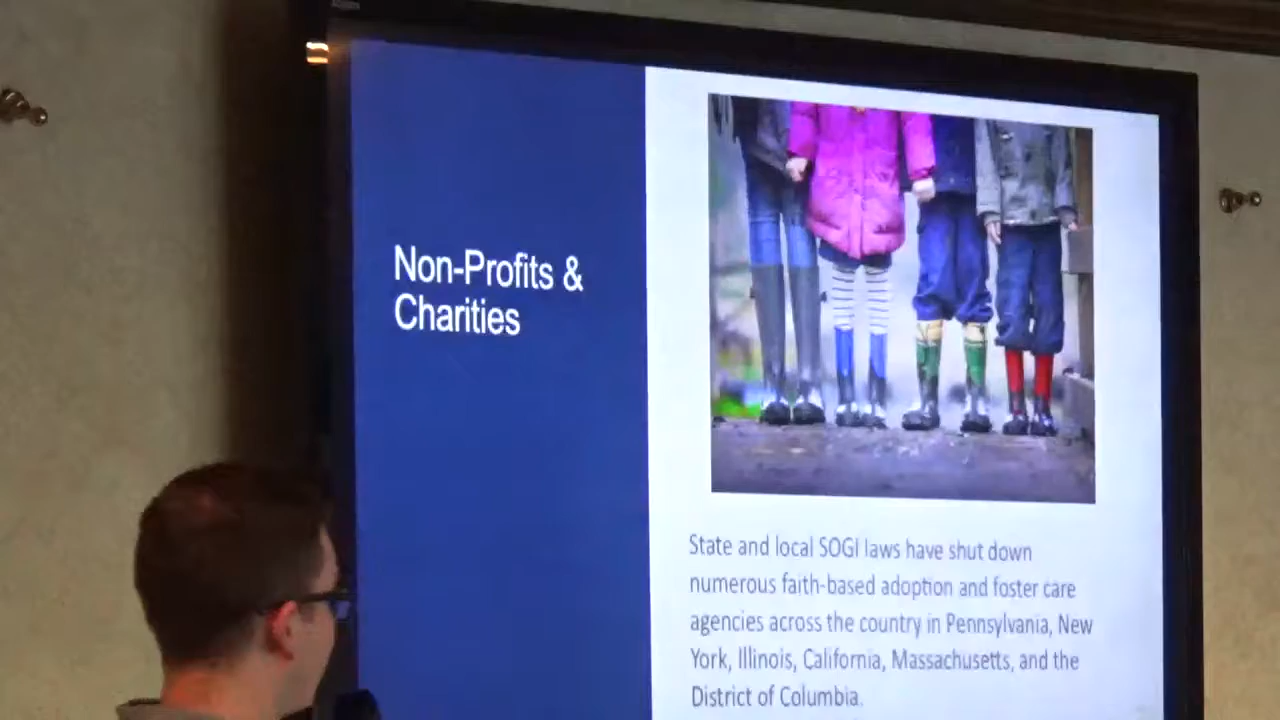 Non-Profits &
Charities
State and local SOGI laws have shut down
numerous faith-based adoption and foster care
agencies across the country in Pennsylvania, New
York, Illinois, California, Massachusetts, and the
District of Columbia.